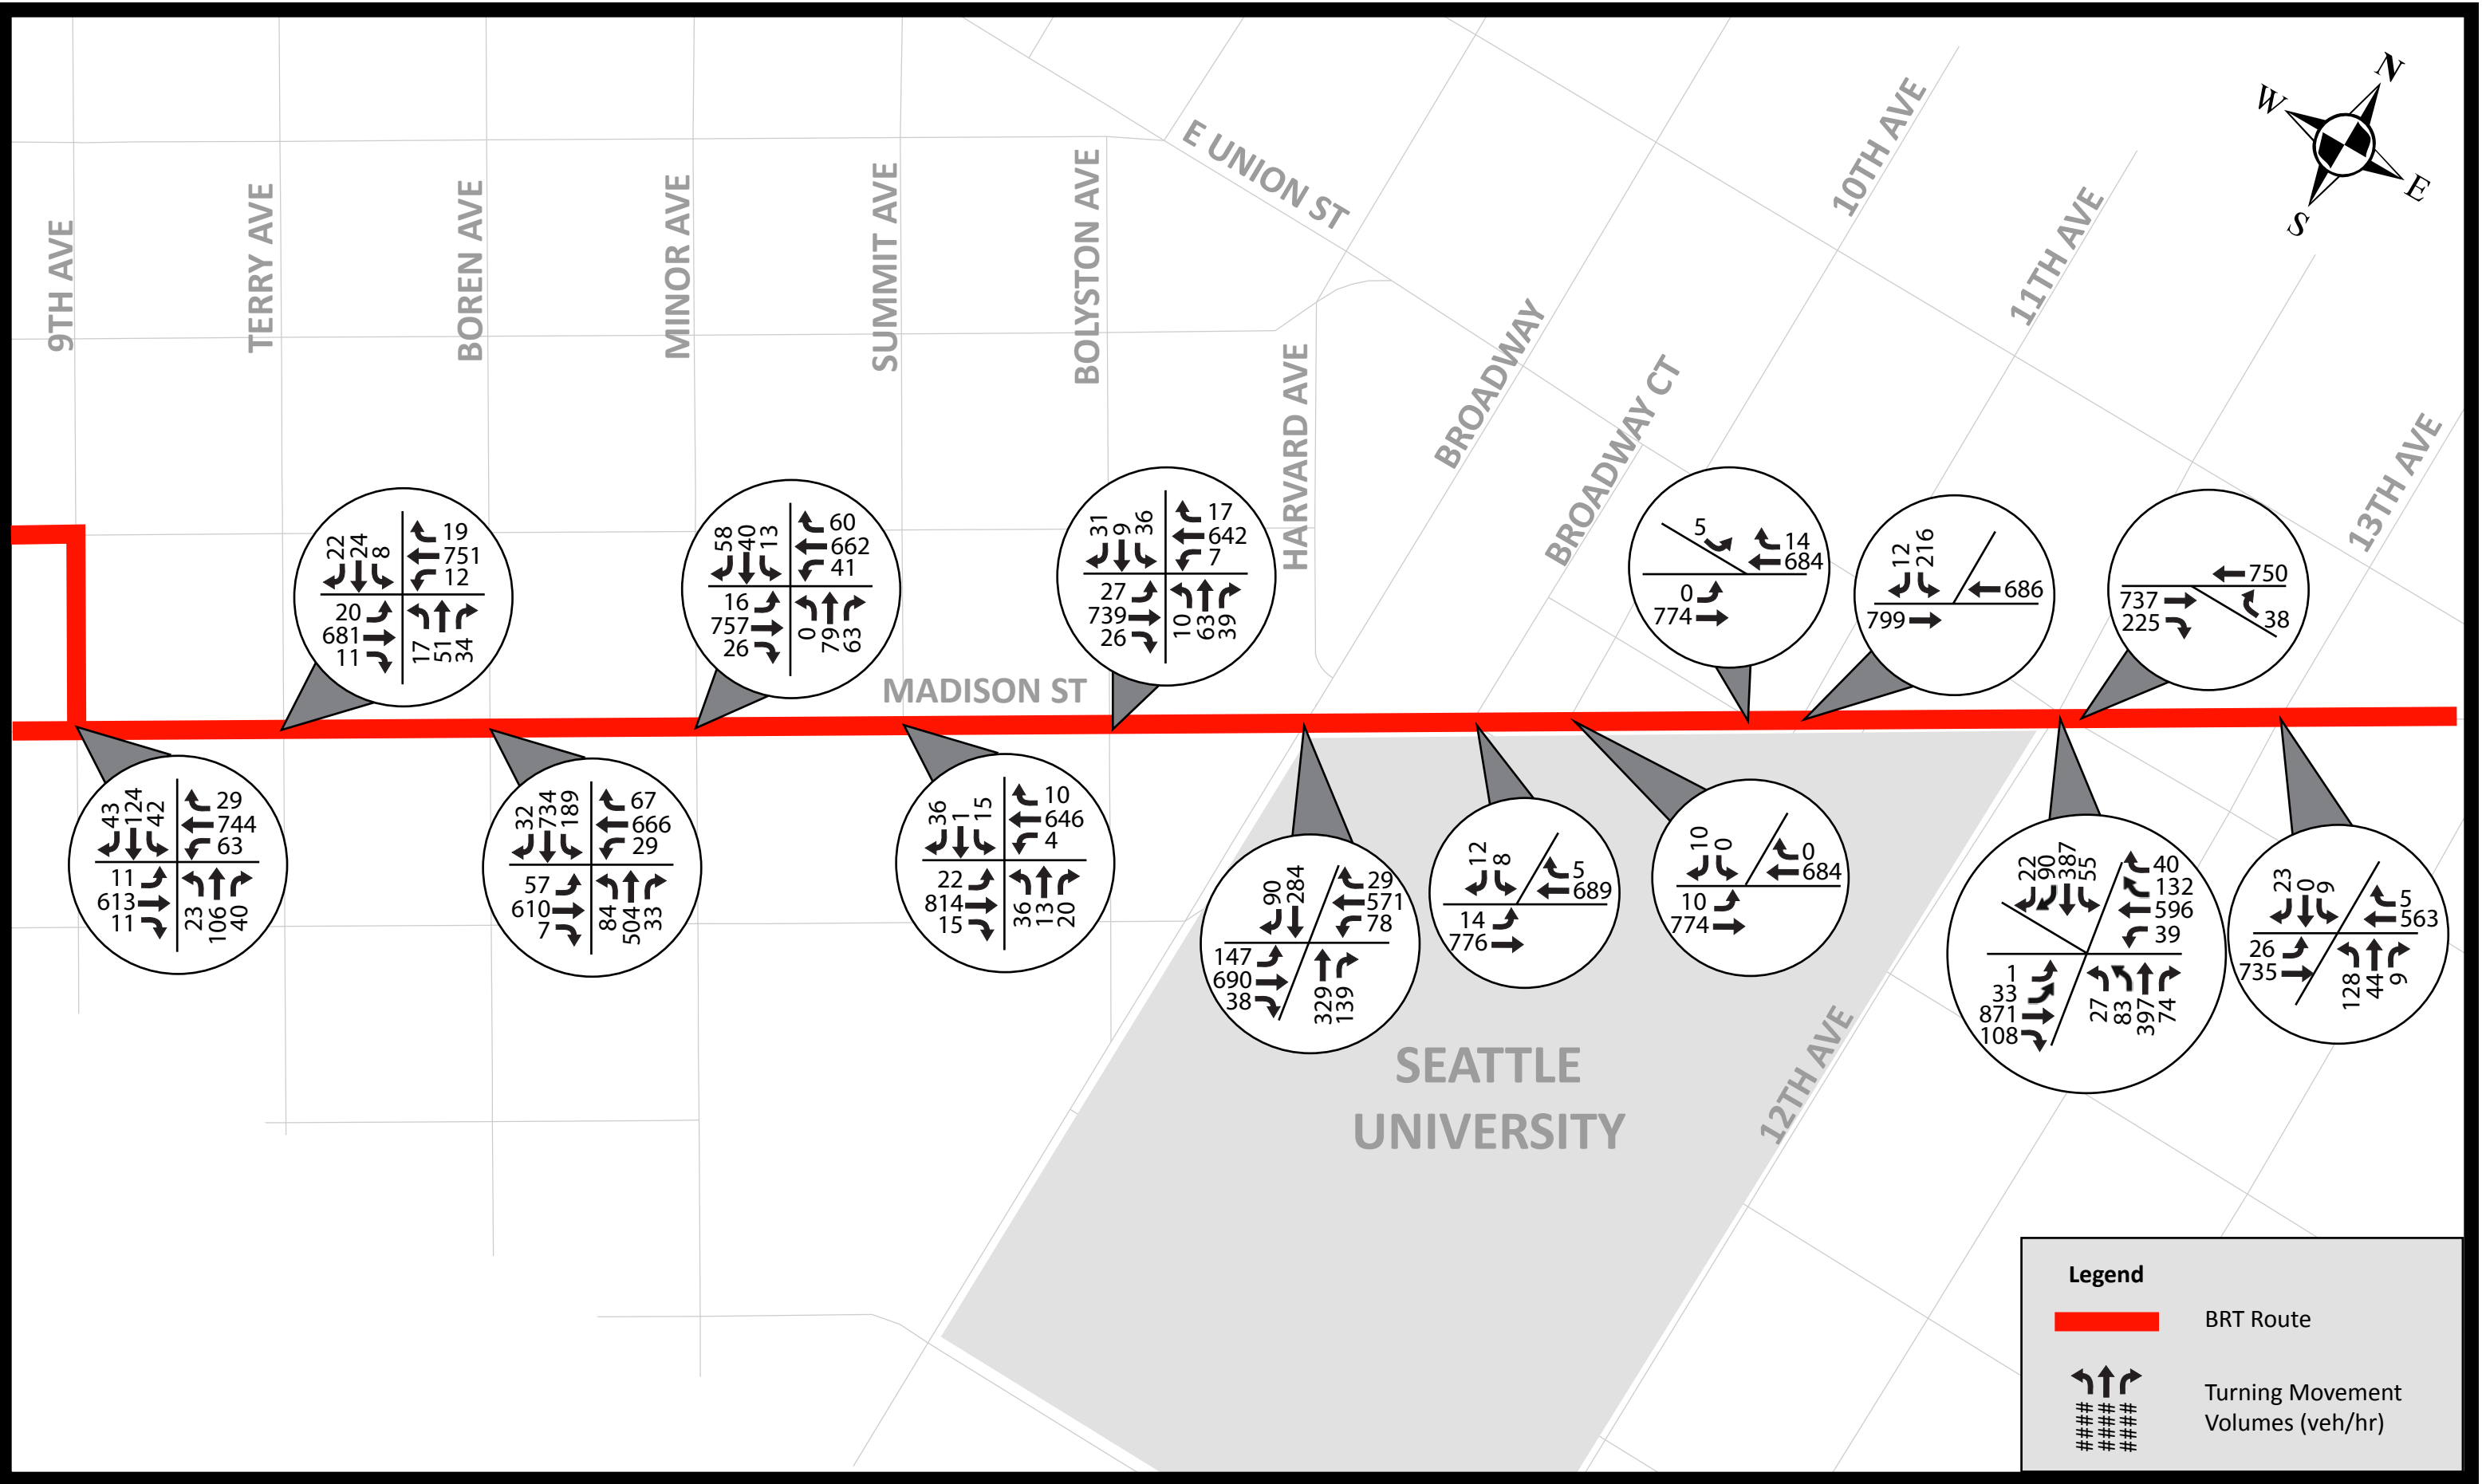 N
W
E
S
9TH AVE
TERRY AVE
BOREN AVE
MINOR AVE
SUMMIT AVE
BOLYSTON AVE
E UNION ST
HARVARD AVE
BROADWAY
BROADWAY CT
10TH AVE
11TH AVE
13TH AVE
MADISON ST
22 24 8
19
751
12
20
681
11
17 51 34
58 40 13
60
662
41
16
757
26
0 79 63
31 9 36
17
642
7
27
739
26
10 63 39
5
14
684
0
774
12 216
686
799
750
737
225
38
43 124 42
29
744
63
11
613
11
23 106 40
32 734 189
67
666
29
57
610
7
84 504 33
36 1 15
10
646
4
22
814
15
36 13 20
90 284
29
571
78
147
690
38
329 139
12 8
5
689
14
776
10 0
0
684
10
774
22 90 387 55
40
132
596
39
1
33
871
108
27 83 397 74
23 0 9
5
563
26
735
128 44 9
SEATTLE
UNIVERSITY
12TH AVE
Legend
BRT Route
#### #### ####
Turning Movement
Volumes (veh/hr)